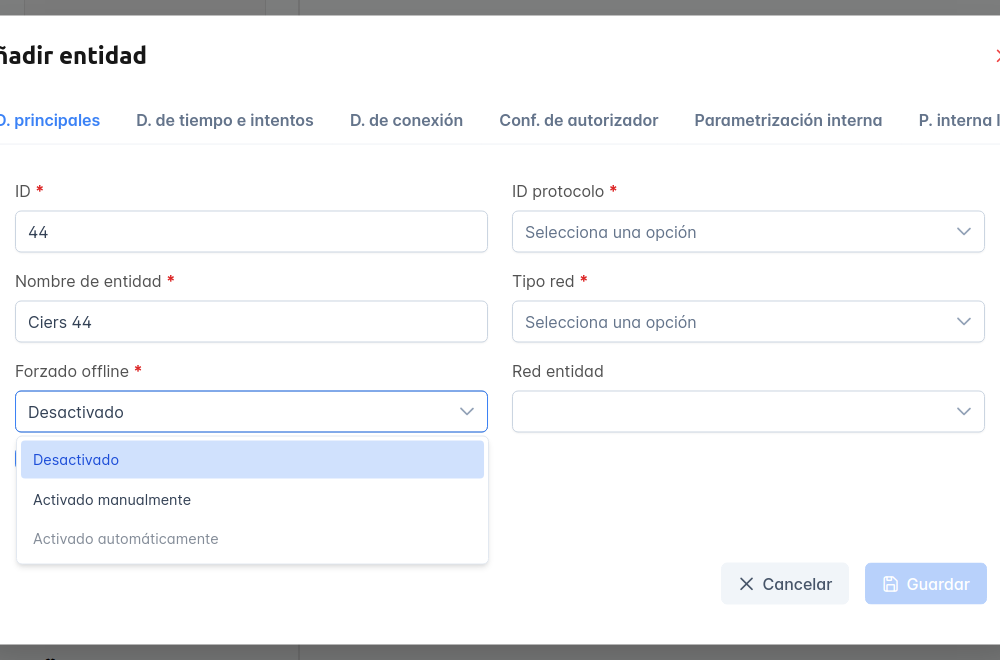 ñadir entidad
D. principales D. de tiempo e intentos D. de conexión Conf. de autorizador Parametrización interna P. interna
ID * ID protocolo *
44 Selecciona una opción
Nombre de entidad * Tipo red *
Ciers 44 Selecciona una opción
Forzado offline * Red entidad
Desactivado
Desactivado
Activado manualmente
Activado automáticamente
Cancelar Guardar